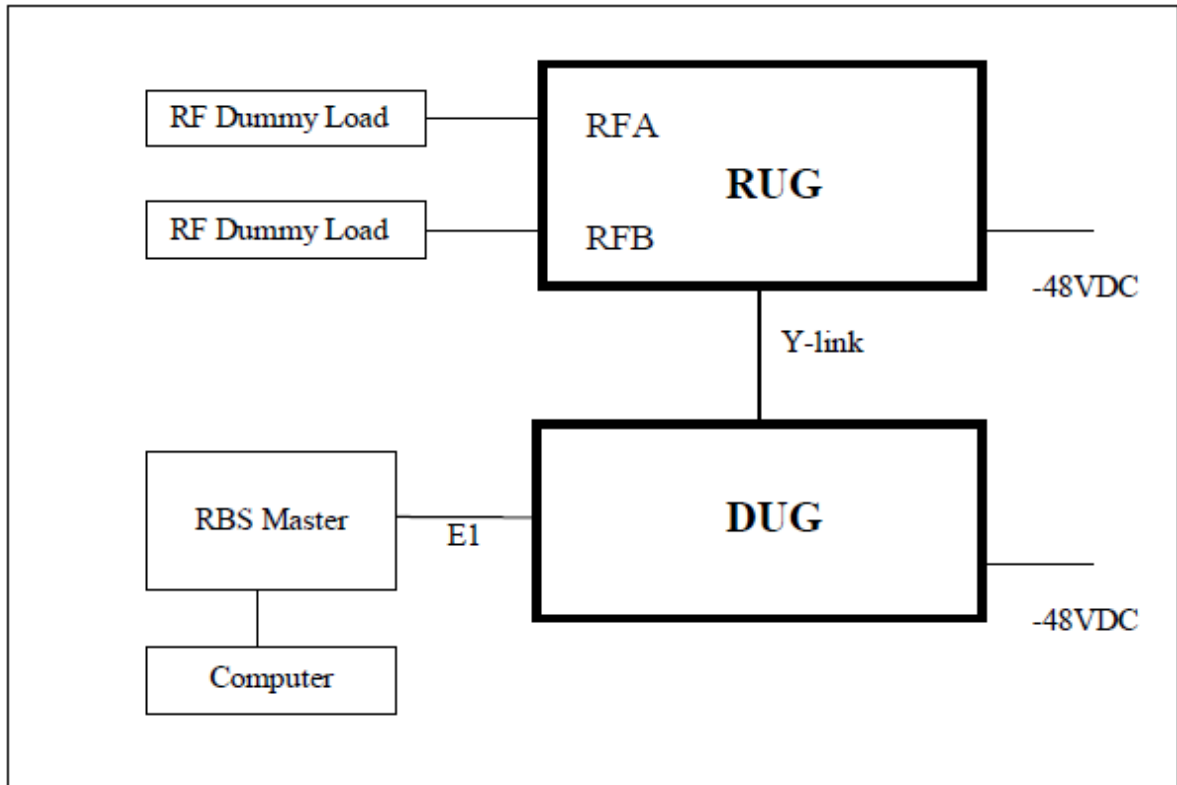 RF Dummy Load
RFA
RUG
RF Dummy Load
RFB
-48VDC
Y-link
RBS Master
E1
DUG
-48VDC
Computer